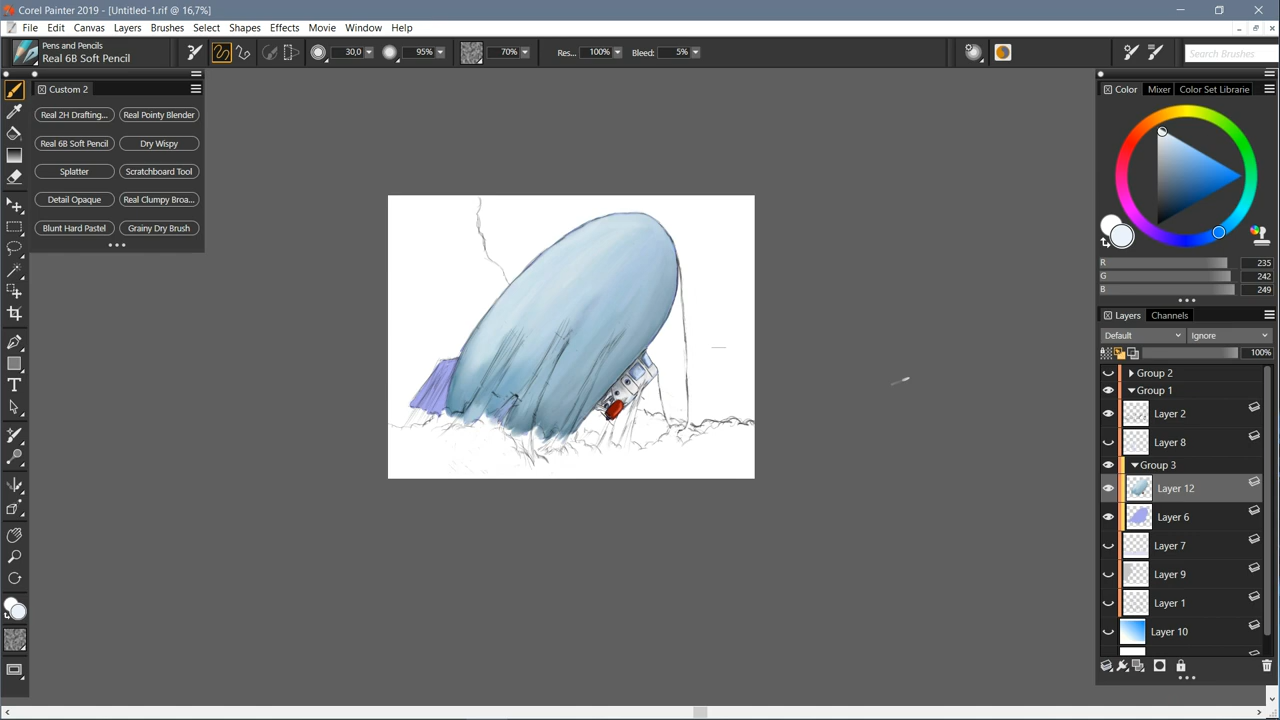 Corel Painter 2019 - [Untitled-1.rif @ 16,7%]
File Edit Canvas Layers Brushes Select Shapes Effects Movie Window Help
Pens and Pencils
Real 6B Soft Pencil
30,0 95% 70% Res... 100% Bleed: 5% Search Brushes
Custom 2
Real 2H Drafting... Real Pointy Blender
Real 6B Soft Pencil Dry Wispy
Splatter Scratchboard Tool
Detail Opaque Real Clumpy Broa...
Blunt Hard Pastel Grainy Dry Brush
Color Mixer Color Set Librarie
R 235
G 242
B 249
Layers Channels
Default Ignore
100%
Group 2
Group 1
Layer 2
Layer 8
Group 3
Layer 12
Layer 6
Layer 7
Layer 9
Layer 1
Layer 10